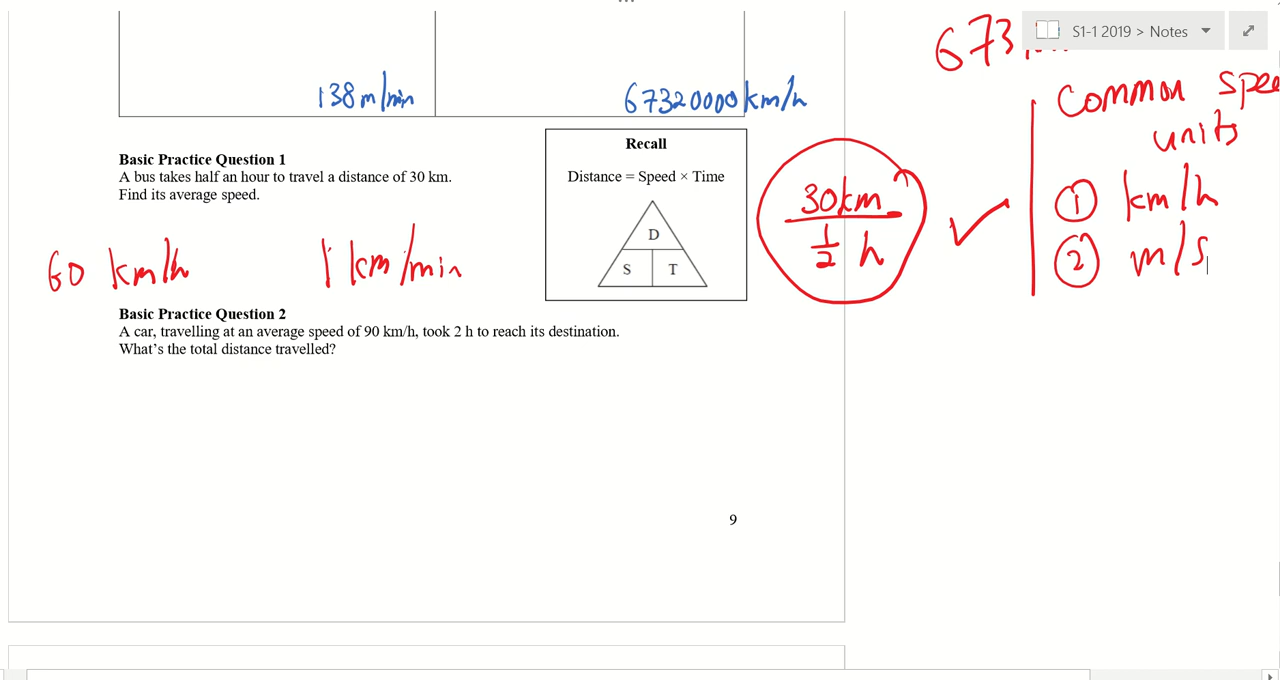 S1-1 2019 > Notes
673
138 m/min
67320000 km/h
Common spee
units
① km/h
② m/s
Basic Practice Question 1
A bus takes half an hour to travel a distance of 30 km.
Find its average speed.
60 km/h
1 km/min
Recall
Distance = Speed × Time
D
S T
30km
1/2 h
Basic Practice Question 2
A car, travelling at an average speed of 90 km/h, took 2 h to reach its destination.
What's the total distance travelled?
9